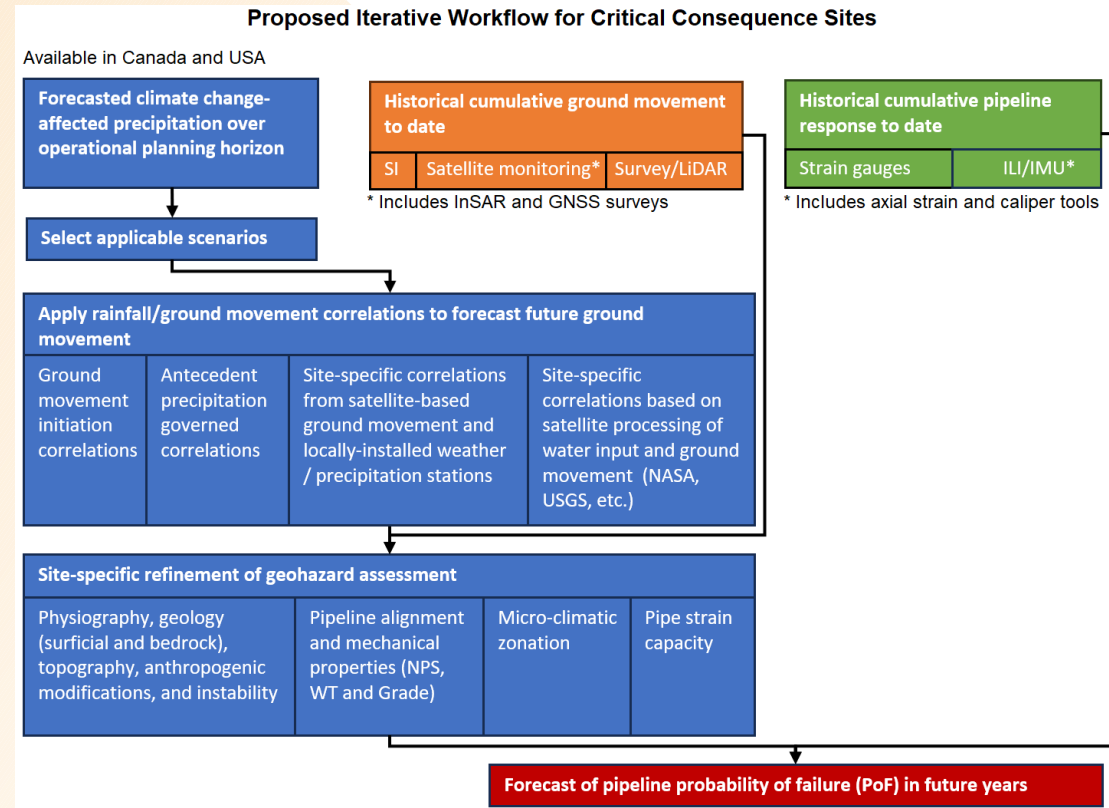 Proposed Iterative Workflow for Critical Consequence Sites
Available in Canada and USA
Forecasted climate change-
affected precipitation over
operational planning horizon
Historical cumulative ground movement
to date
SI
Satellite monitoring*
Survey/LiDAR
* Includes InSAR and GNSS surveys
Historical cumulative pipeline
response to date
Strain gauges
ILI/IMU*
* Includes axial strain and caliper tools
Select applicable scenarios
Apply rainfall/ground movement correlations to forecast future ground
movement
Ground
movement
initiation
correlations
Antecedent
precipitation
governed
correlations
Site-specific correlations
from satellite-based
ground movement and
locally-installed weather
/ precipitation stations
Site-specific
correlations based on
satellite processing of
water input and ground
movement (NASA,
USGS, etc.)
Site-specific refinement of geohazard assessment
Physiography, geology
(surficial and bedrock),
topography, anthropogenic
modifications, and instability
Pipeline alignment
and mechanical
properties (NPS,
WT and Grade)
Micro-climatic
zonation
Pipe strain
capacity
Forecast of pipeline probability of failure (PoF) in future years